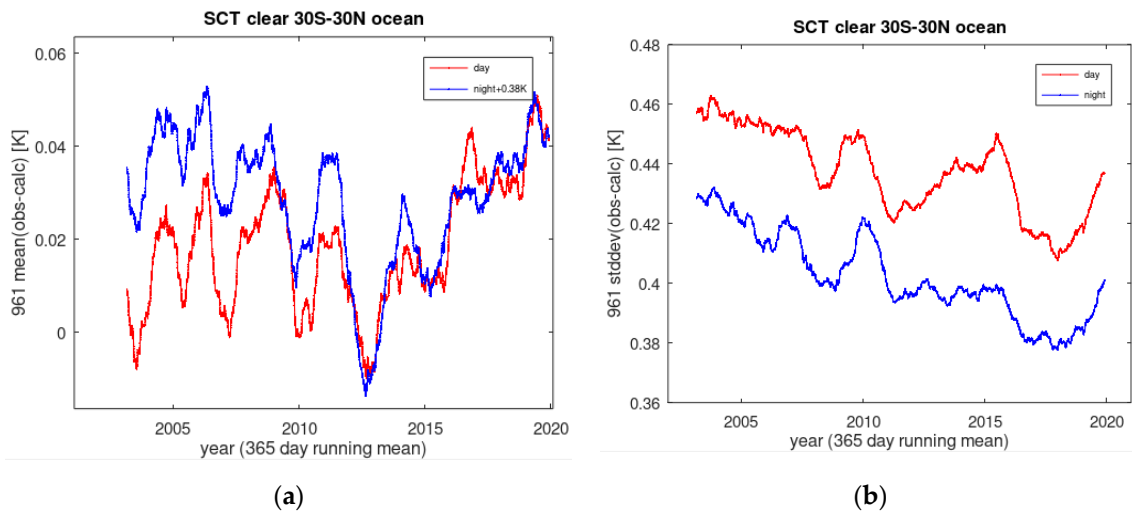 SCT clear 30S-30N ocean
961 mean(obs-calc) [K]
0.06
0.04
0.02
0
day
night+0.38K
2005
2010
2015
2020
year (365 day running mean)
(a)
SCT clear 30S-30N ocean
961 stddev(obs-calc) [K]
0.48
0.46
0.44
0.42
0.4
0.38
0.36
day
night
2005
2010
2015
2020
year (365 day running mean)
(b)